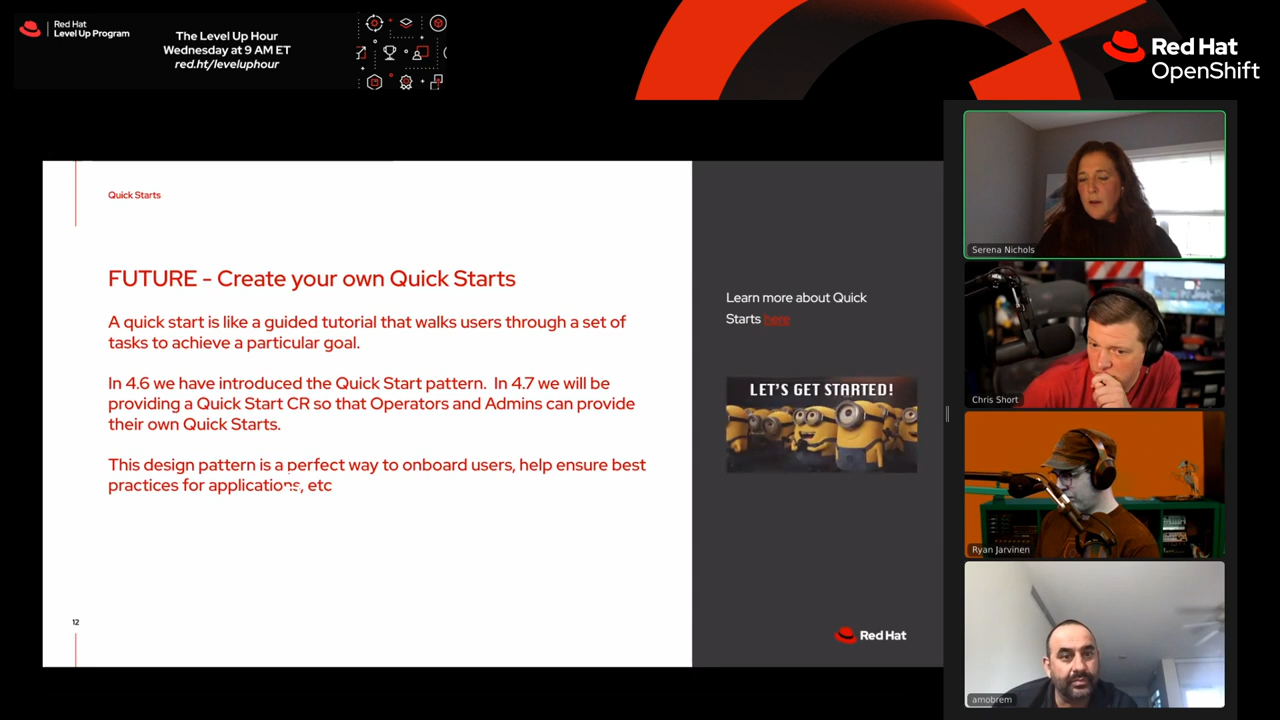 Red Hat
Level Up Program
The Level Up Hour
Wednesday at 9 AM ET
red.ht/leveluphour
Red Hat
OpenShift
Quick Starts
FUTURE - Create your own Quick Starts
A quick start is like a guided tutorial that walks users through a set of
tasks to achieve a particular goal.
In 4.6 we have introduced the Quick Start pattern. In 4.7 we will be
providing a Quick Start CR so that Operators and Admins can provide
their own Quick Starts.
This design pattern is a perfect way to onboard users, help ensure best
practices for applications, etc
12
Learn more about Quick
Starts here
LET'S GET STARTED!
Red Hat
Serena Nichols
Chris Short
Ryan Jarvinen
amobrem